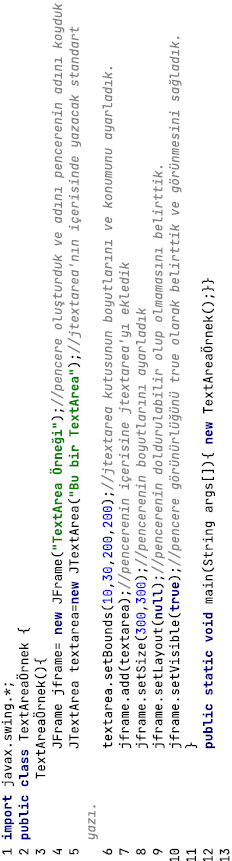 1 import javax.swing.*;
2 public class TextAreaÖrnek {
3 TextAreaÖrnek(){
4 JFrame jframe= new JFrame("TextArea Örneği");//pencere oluşturduk ve adını pencerenin adını koyduk
5 JTextArea textarea=new JTextArea("Bu bir TextArea");//jtextarea'nın içerisinde yazacak standart
yazı.
6 textarea.setBounds(10,30,200,200);//jtextarea kutusunun boyutlarını ve konumunu ayarladık.
7 jframe.add(textarea);//pencerenin içerisine jtextarea'yı ekledik
8 jframe.setSize(300,300);//pencerenin boyutlarını ayarladık
9 jframe.setLayout(null);//pencerenin doldurulabilir olup olmamasını belirttik.
10 jframe.setVisible(true);//pencere görünürlüğünü true olarak belirttik ve görünmesini sağladık.
11 }
12 public static void main(String args[]){ new TextAreaÖrnek();}}
13